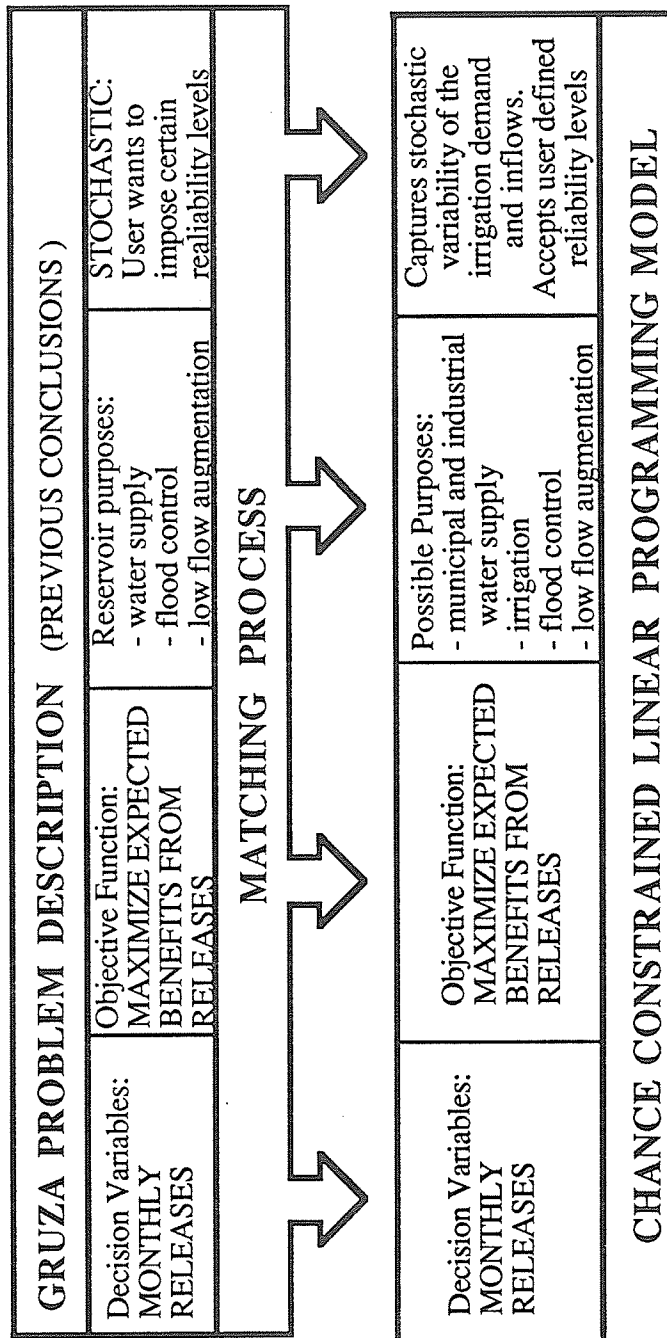 GRUZA PROBLEM DESCRIPTION (PREVIOUS CONCLUSIONS )
Decision Variables:
MONTHLY
RELEASES
Objective Function:
MAXIMIZE EXPECTED
BENEFITS FROM
RELEASES
Reservoir purposes:
- water supply
- flood control
- low flow augmentation
STOCHASTIC:
User wants to
impose certain
realiability levels
MATCHING PROCESS
Decision Variables:
MONTHLY
RELEASES
Objective Function:
MAXIMIZE EXPECTED
BENEFITS FROM
RELEASES
Possible Purposes:
- municipal and industrial
water supply
- irrigation
- flood control
- low flow augmentation
Captures stochastic
variability of the
irrigation demand
and inflows.
Accepts user defined
reliability levels
CHANCE CONSTRAINED LINEAR PROGRAMMING MODEL